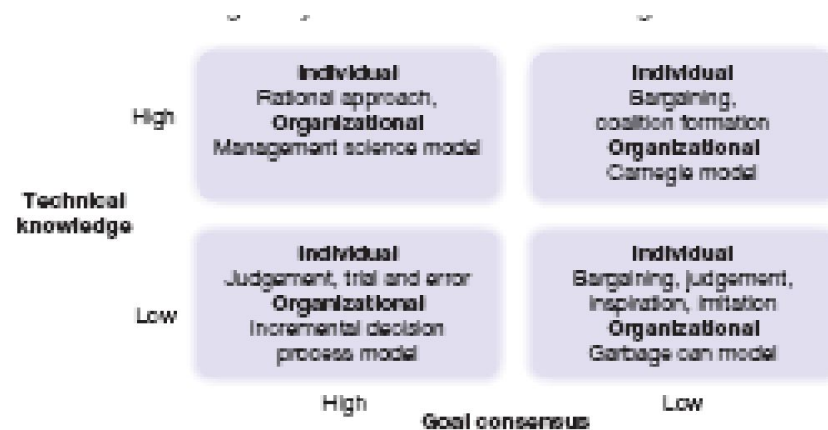 High
Individual
Rational approach,
Organizational
Management science model
Individual
Bargaining,
coalition formation
Organizational
Carnegie model
Technical
knowledge
Low
Individual
Judgement, trial and error
Organizational
Incremental decision
process model
Individual
Bargaining, judgement,
inspiration, imitation
Organizational
Garbage can model
High
Low
Goal consensus